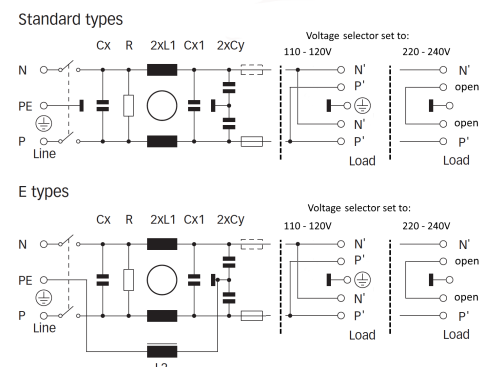 Standard types
Voltage selector set to:
Cx R 2xL1 Cx1 2xCy 110 - 120V 220 - 240V
N N' N'
P' open
PE
N' open
P P' P'
Line Load Load
E types
Voltage selector set to:
Cx R 2xL1 Cx1 2xCy 110 - 120V 220 - 240V
N N' N'
P' open
PE
N' open
P P' P'
Line Load Load